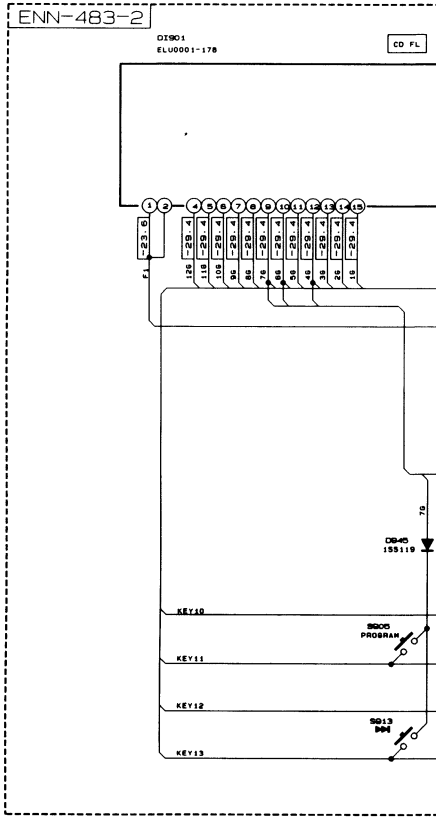 ENN-483-2
DI901
ELU0001-178
CD FL
1 2 4 5 6 7 8 9 10 11 12 13 14 15
-23.6 -29.4 -29.4 -29.4 -29.4 -29.4 -29.4 -29.4 -29.4 -29.4 -29.4 -29.4 -29.4
F1 12G 11G 10G 9G 8G 7G 6G 5G 4G 3G 2G 1G
7G
D945
1SS119
KEY10
S905
PROGRAM
KEY11
KEY12
S913
KEY13